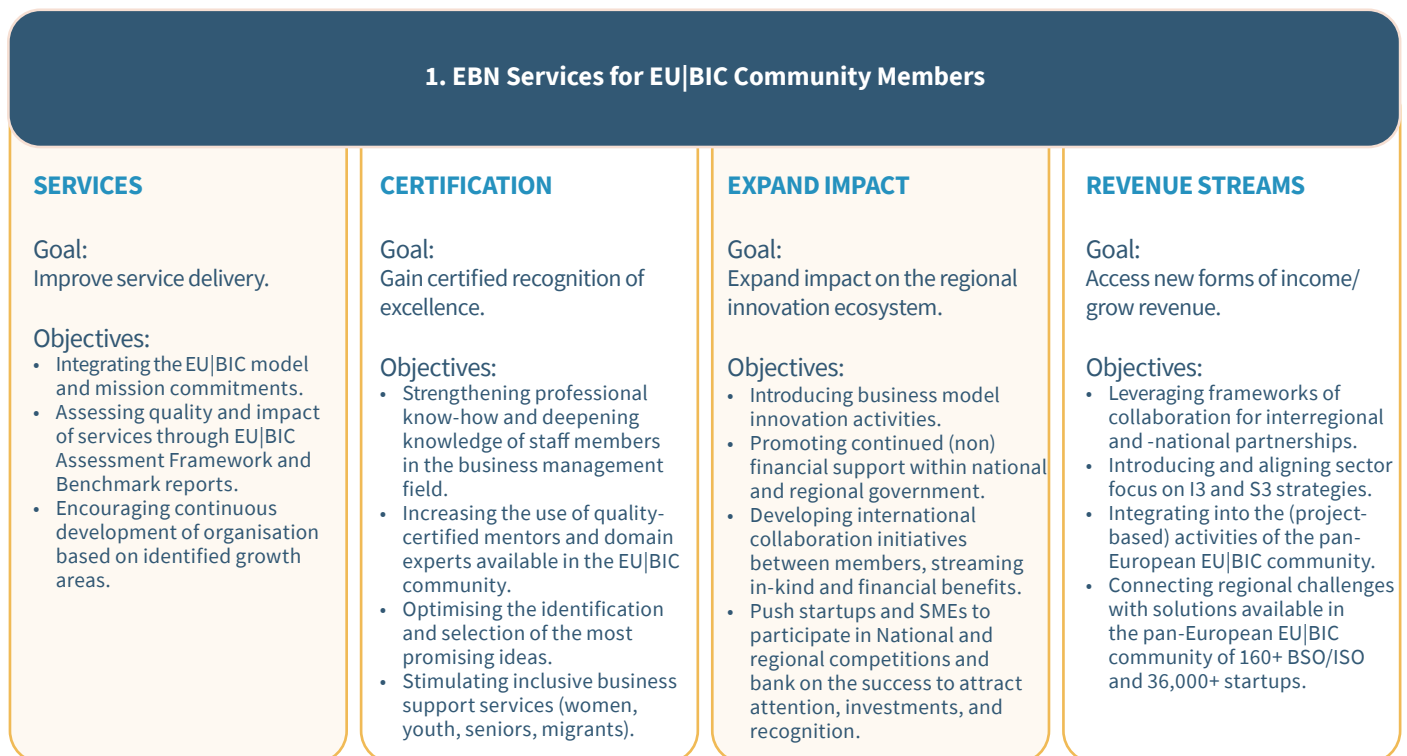 1. EBN Services for EU|BIC Community Members
SERVICES
Goal:
Improve service delivery.
Objectives:
• Integrating the EU|BIC model
and mission commitments.
• Assessing quality and impact
of services through EU|BIC
Assessment Framework and
Benchmark reports.
• Encouraging continuous
development of organisation
based on identified growth
areas.
CERTIFICATION
Goal:
Gain certified recognition of
excellence.
Objectives:
• Strengthening professional
know-how and deepening
knowledge of staff members
in the business management
field.
• Increasing the use of quality-
certified mentors and domain
experts available in the EU|BIC
community.
• Optimising the identification
and selection of the most
promising ideas.
• Stimulating inclusive business
support services (women,
youth, seniors, migrants).
EXPAND IMPACT
Goal:
Expand impact on the regional
innovation ecosystem.
Objectives:
• Introducing business model
innovation activities.
• Promoting continued (non)
financial support within national
and regional government.
• Developing international
collaboration initiatives
between members, streaming
in-kind and financial benefits.
• Push startups and SMEs to
participate in National and
regional competitions and
bank on the success to attract
attention, investments, and
recognition.
REVENUE STREAMS
Goal:
Access new forms of income/
grow revenue.
Objectives:
• Leveraging frameworks of
collaboration for interregional
and -national partnerships.
• Introducing and aligning sector
focus on I3 and S3 strategies.
• Integrating into the (project-
based) activities of the pan-
European EU|BIC community.
• Connecting regional challenges
with solutions available in
the pan-European EU|BIC
community of 160+ BSO/ISO
and 36,000+ startups.